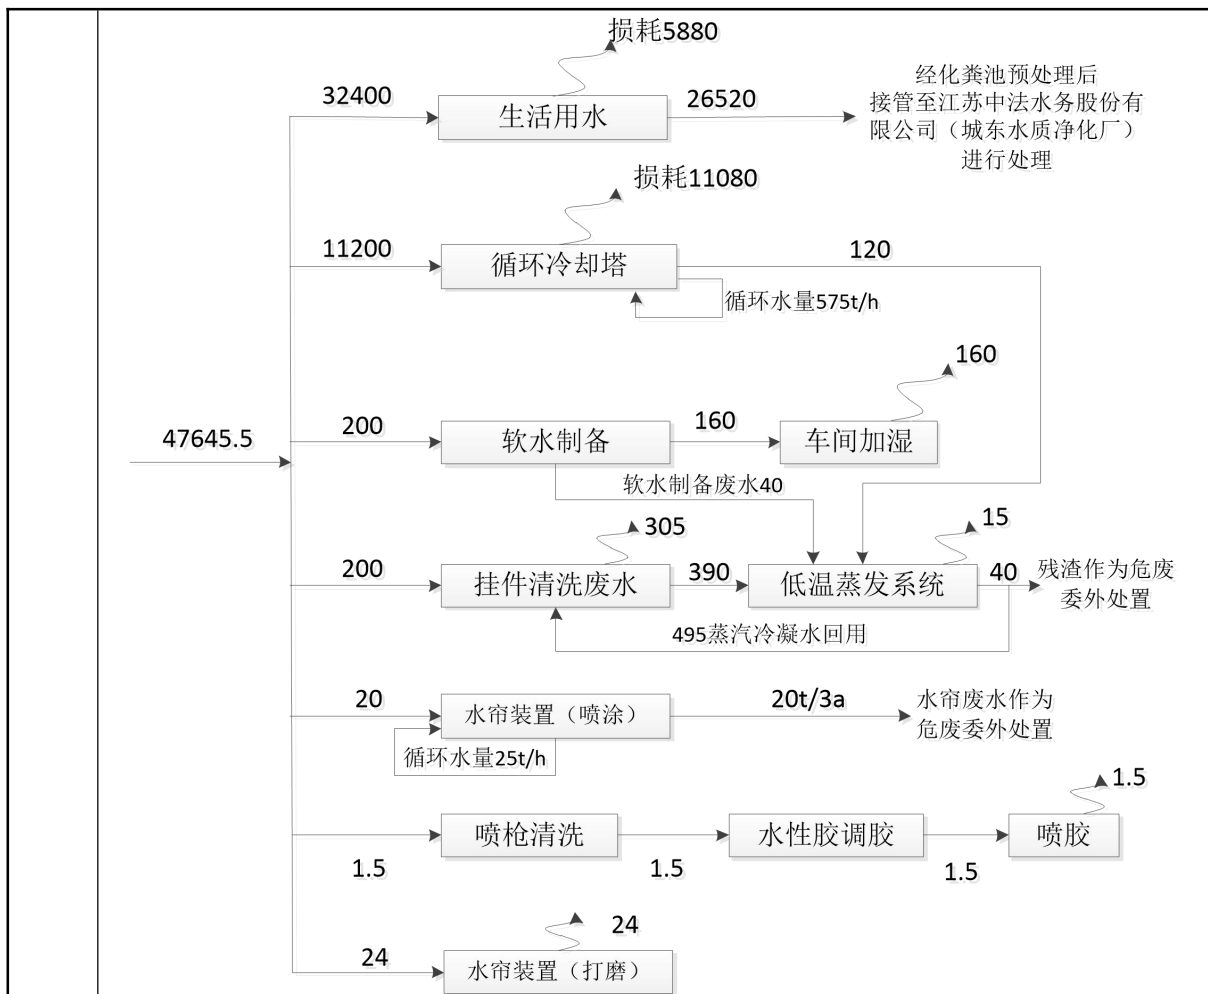 损耗5880
32400
生活用水
26520
经化粪池预处理后
接管至江苏中法水务股份有
限公司（城东水质净化厂）
进行处理
损耗11080
11200
循环冷却塔
120
循环水量575t/h
160
47645.5
200
软水制备
160
车间加湿
软水制备废水40
305
15
200
挂件清洗废水
390
低温蒸发系统
40
残渣作为危废
委外处置
495蒸汽冷凝水回用
20
水帘装置（喷涂）
20t/3a
水帘废水作为
危废委外处置
循环水量25t/h
1.5
喷枪清洗
水性胶调胶
喷胶
1.5
1.5
1.5
24
24
水帘装置（打磨）